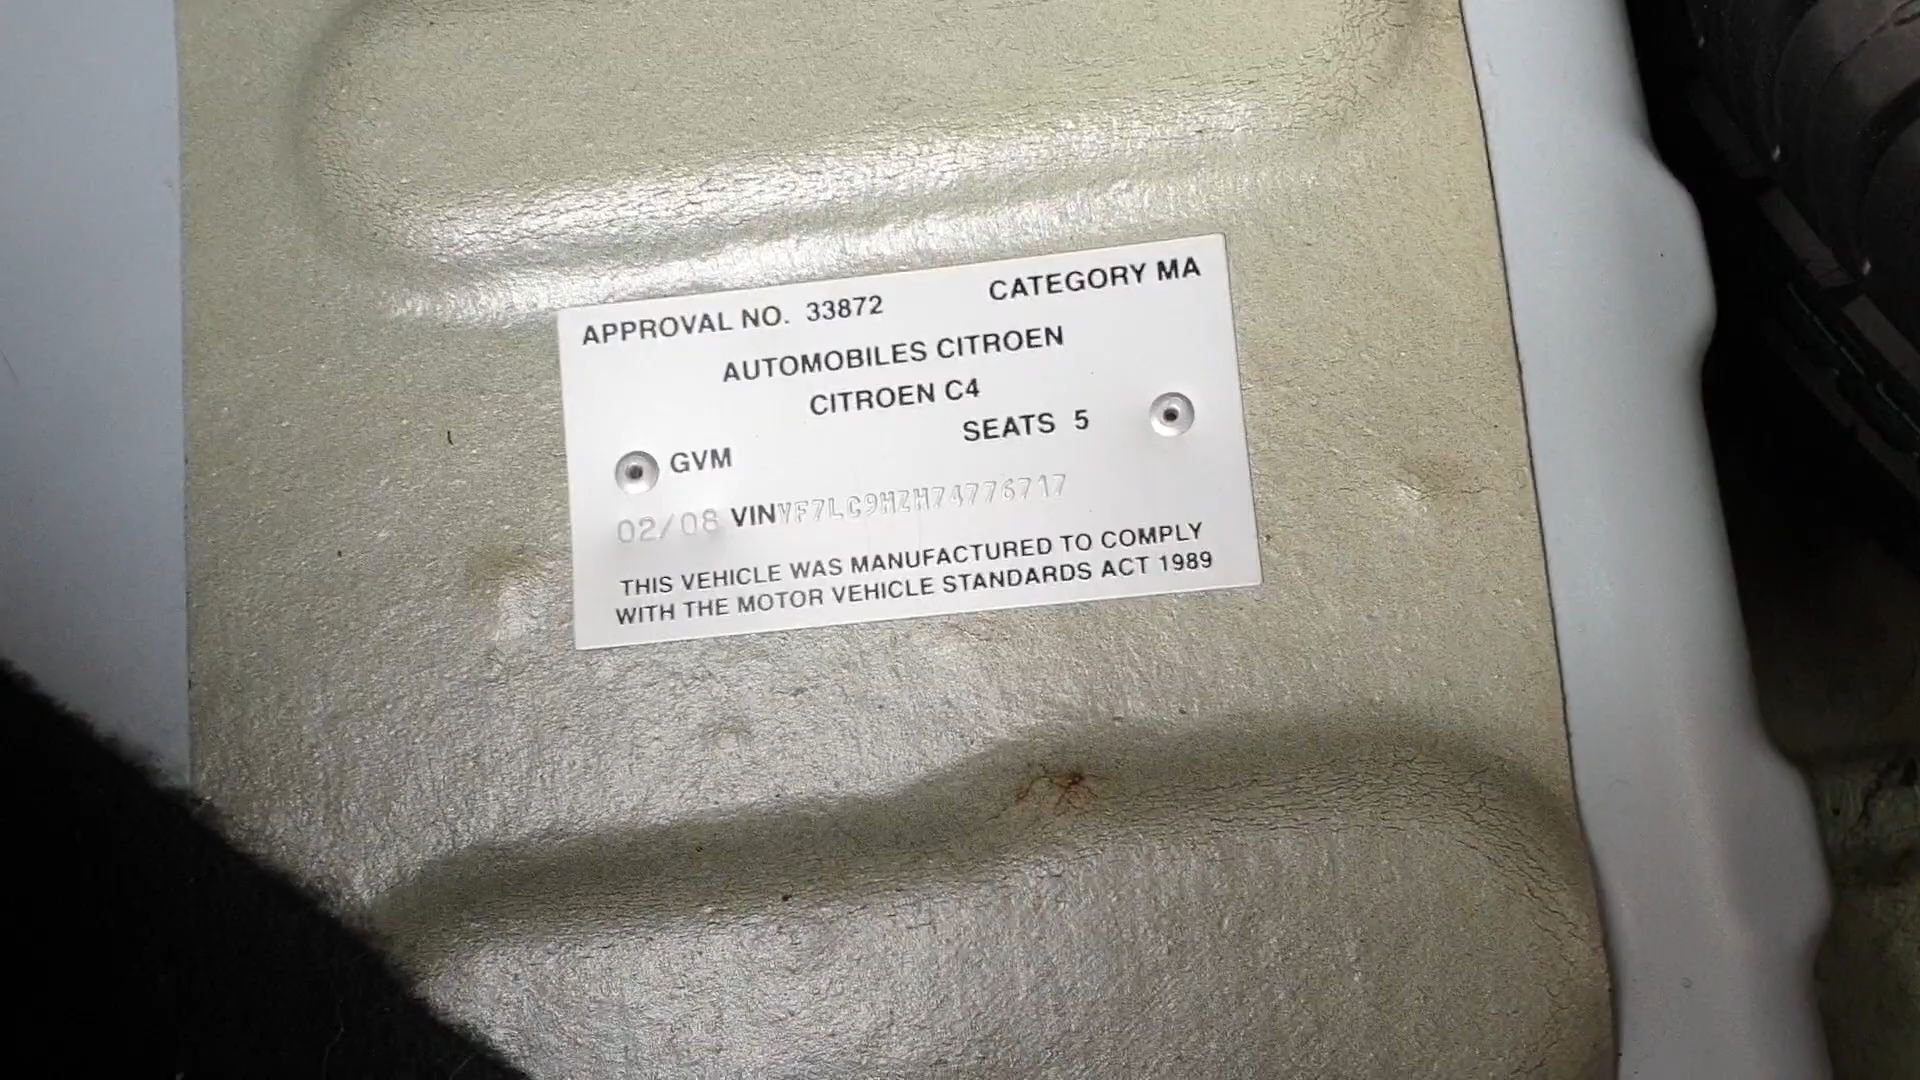 APPROVAL NO. 33872 CATEGORY MA
AUTOMOBILES CITROEN
CITROEN C4
SEATS 5
GVM
02/08 VIN VF7LC9HZH74776717
THIS VEHICLE WAS MANUFACTURED TO COMPLY
WITH THE MOTOR VEHICLE STANDARDS ACT 1989